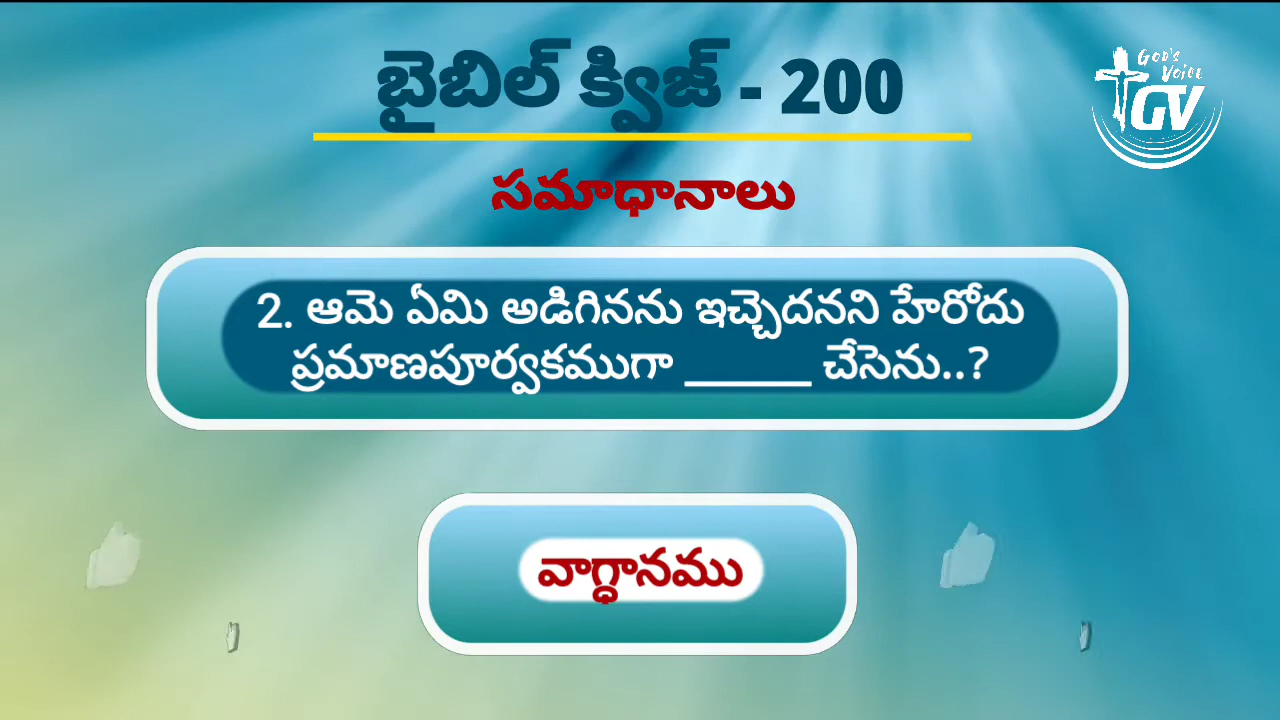 బైబిల్ క్విజ్ - 200
God's
Voice
GV
సమాధానాలు
2. ఆమె ఏమి అడిగినను ఇచ్చెదనని హేరోదు
ప్రమాణపూర్వకముగా ______ చేసెను..?
వాగ్ధానము